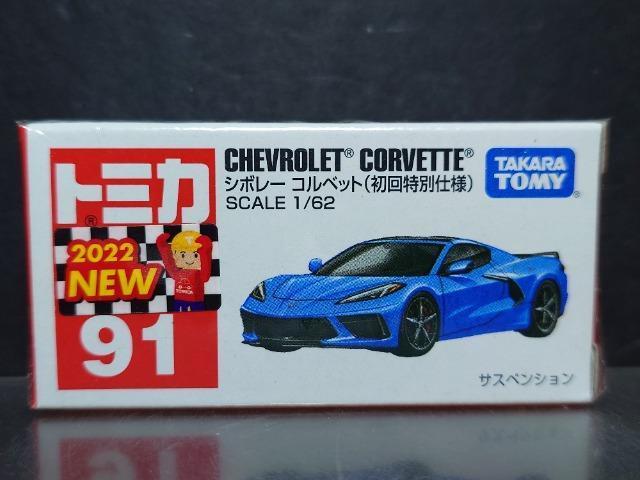 トミカ®
2022
NEW
91
CHEVROLET® CORVETTE®
シボレー コルベット(初回特別仕様)
SCALE 1/62
TAKARA
TOMY®
サスペンション